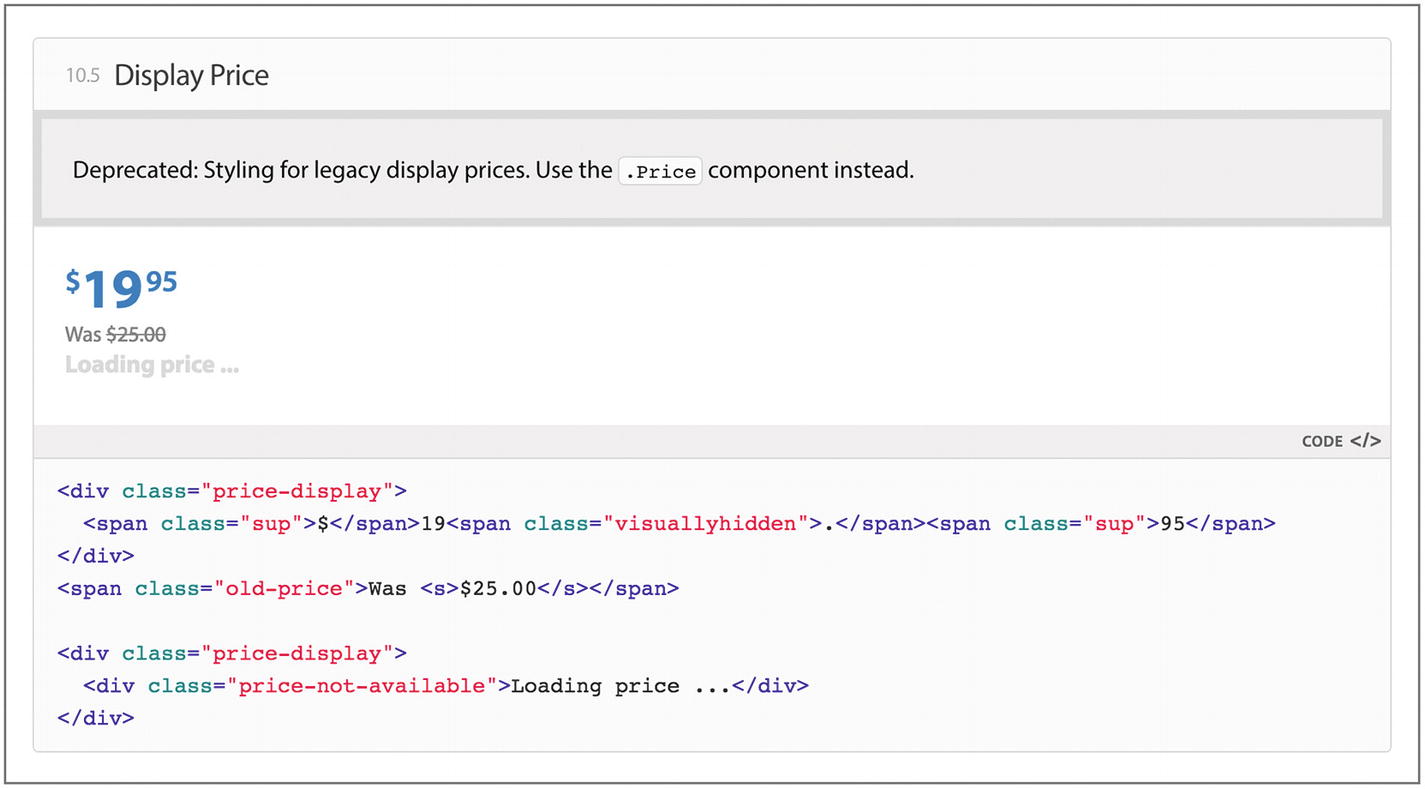 10.5 Display Price
Deprecated: Styling for legacy display prices. Use the .Price component instead.
$19 95
Was $25.00
Loading price ...
CODE </>
<div class="price-display">
  <span class="sup">$</span>19<span class="visuallyhidden">.</span><span class="sup">95</span>
</div>
<span class="old-price">Was <s>$25.00</s></span>

<div class="price-display">
  <div class="price-not-available">Loading price ...</div>
</div>